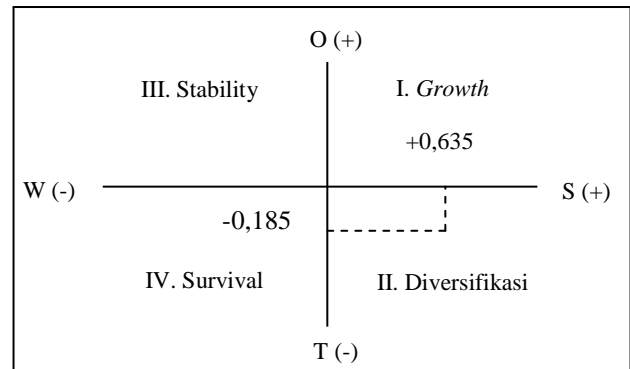 O (+)
III. Stability I. Growth
+0,635
W (-) S (+)
-0,185
IV. Survival II. Diversifikasi
T (-)